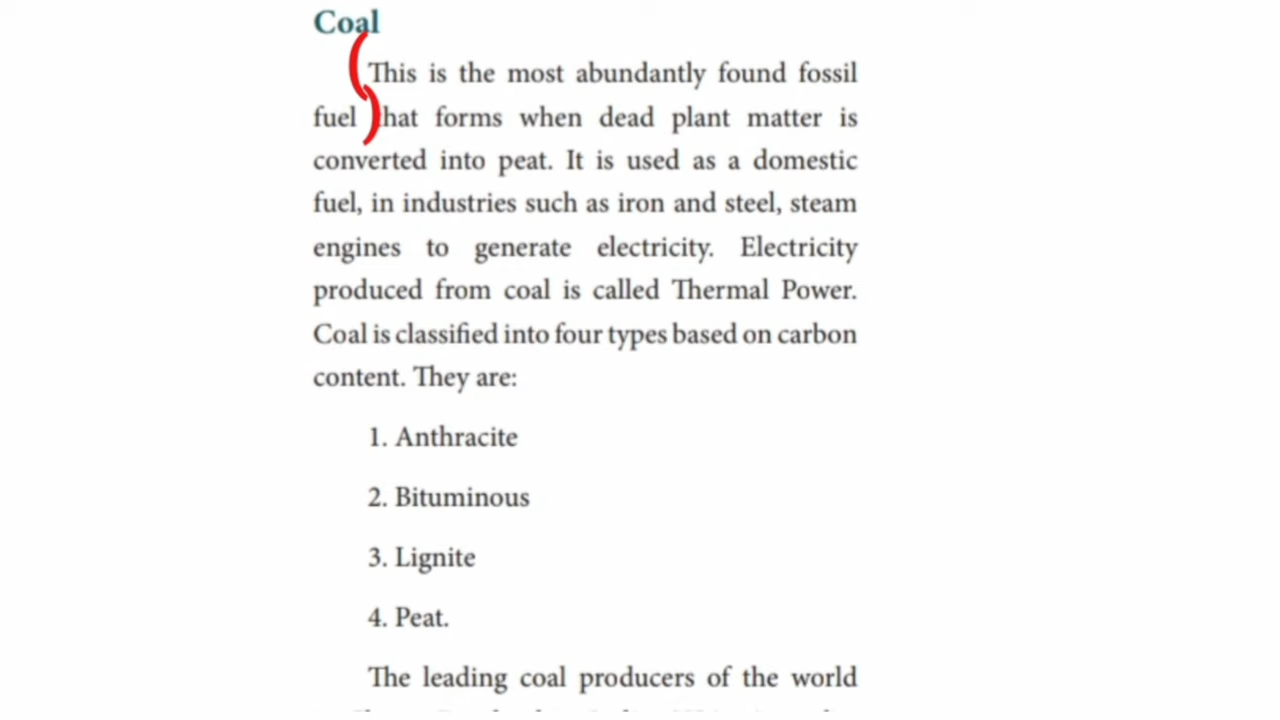 Coal
This is the most abundantly found fossil
fuel that forms when dead plant matter is
converted into peat. It is used as a domestic
fuel, in industries such as iron and steel, steam
engines to generate electricity. Electricity
produced from coal is called Thermal Power.
Coal is classified into four types based on carbon
content. They are:
1. Anthracite
2. Bituminous
3. Lignite
4. Peat.
The leading coal producers of the world